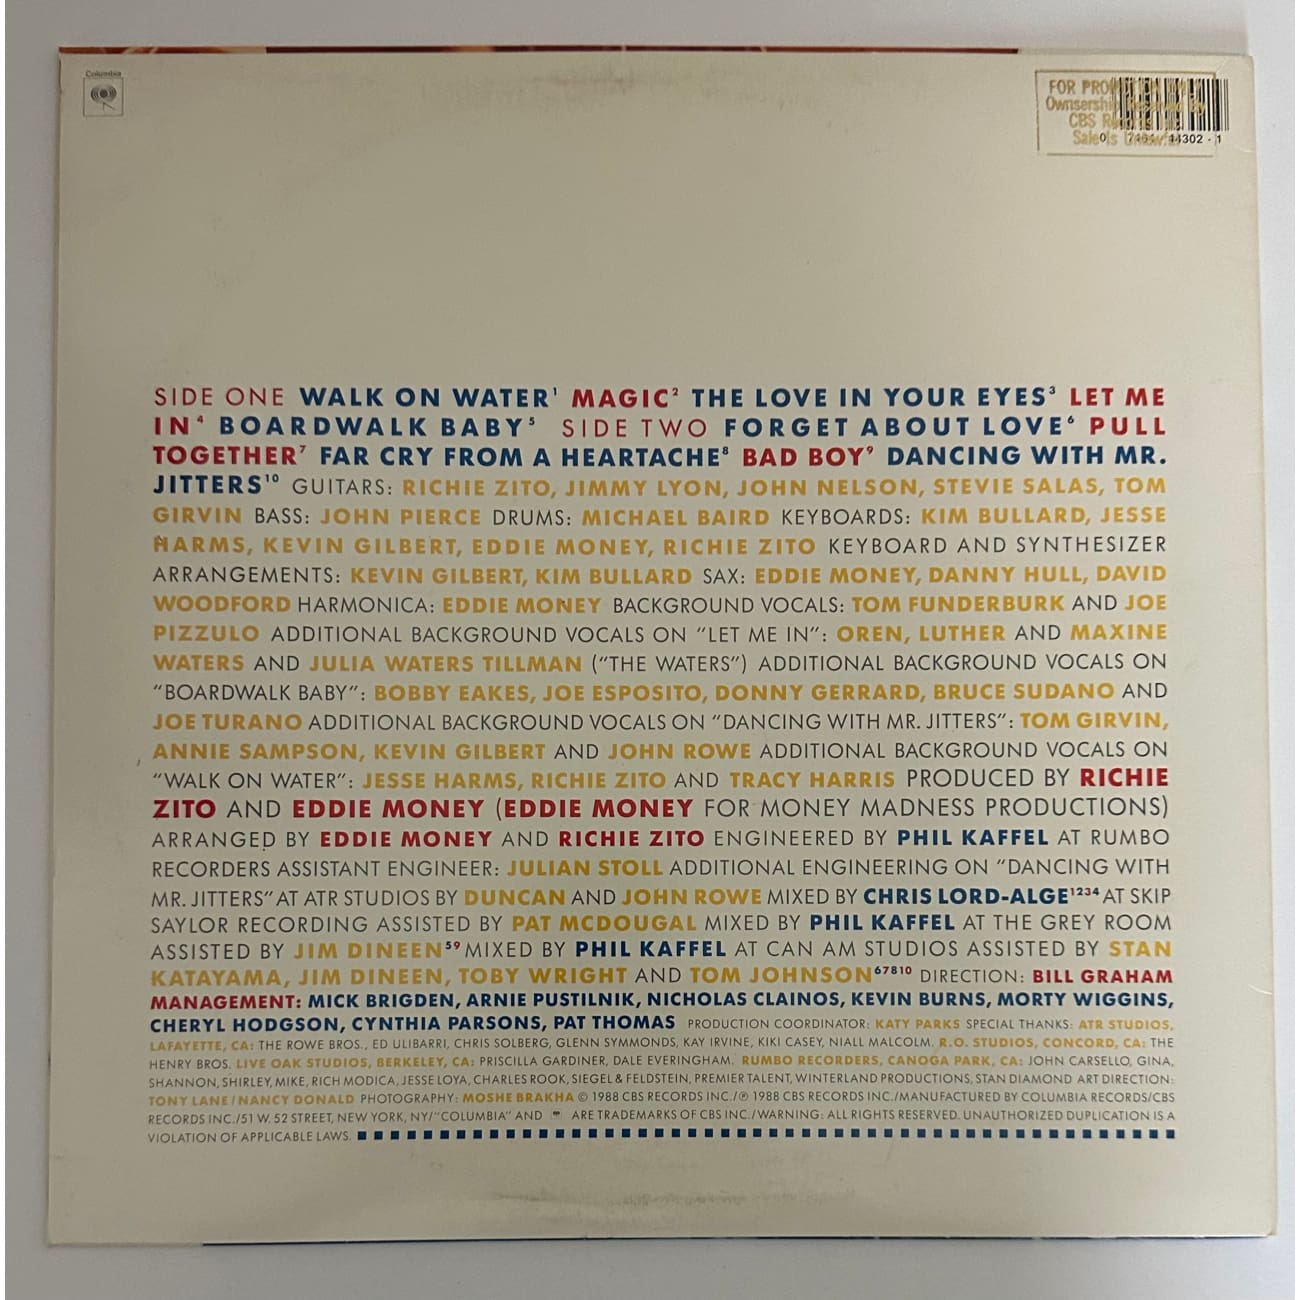 Columbia
FOR PROMOTION ONLY
Ownsership
CBS
Sale is
0 44302 - 1
SIDE ONE WALK ON WATER¹ MAGIC² THE LOVE IN YOUR EYES³ LET ME
IN⁴ BOARDWALK BABY⁵ SIDE TWO FORGET ABOUT LOVE⁶ PULL
TOGETHER⁷ FAR CRY FROM A HEARTACHE⁸ BAD BOY⁹ DANCING WITH MR.
JITTERS¹⁰ GUITARS: RICHIE ZITO, JIMMY LYON, JOHN NELSON, STEVIE SALAS, TOM
GIRVIN BASS: JOHN PIERCE DRUMS: MICHAEL BAIRD KEYBOARDS: KIM BULLARD, JESSE
HARMS, KEVIN GILBERT, EDDIE MONEY, RICHIE ZITO KEYBOARD AND SYNTHESIZER
ARRANGEMENTS: KEVIN GILBERT, KIM BULLARD SAX: EDDIE MONEY, DANNY HULL, DAVID
WOODFORD HARMONICA: EDDIE MONEY BACKGROUND VOCALS: TOM FUNDERBURK AND JOE
PIZZULO ADDITIONAL BACKGROUND VOCALS ON "LET ME IN": OREN, LUTHER AND MAXINE
WATERS AND JULIA WATERS TILLMAN ("THE WATERS") ADDITIONAL BACKGROUND VOCALS ON
"BOARDWALK BABY": BOBBY EAKES, JOE ESPOSITO, DONNY GERRARD, BRUCE SUDANO AND
JOE TURANO ADDITIONAL BACKGROUND VOCALS ON "DANCING WITH MR. JITTERS": TOM GIRVIN,
ANNIE SAMPSON, KEVIN GILBERT AND JOHN ROWE ADDITIONAL BACKGROUND VOCALS ON
"WALK ON WATER": JESSE HARMS, RICHIE ZITO AND TRACY HARRIS PRODUCED BY RICHIE
ZITO AND EDDIE MONEY (EDDIE MONEY FOR MONEY MADNESS PRODUCTIONS)
ARRANGED BY EDDIE MONEY AND RICHIE ZITO ENGINEERED BY PHIL KAFFEL AT RUMBO
RECORDERS ASSISTANT ENGINEER: JULIAN STOLL ADDITIONAL ENGINEERING ON "DANCING WITH
MR. JITTERS" AT ATR STUDIOS BY DUNCAN AND JOHN ROWE MIXED BY CHRIS LORD-ALGE¹²³⁴ AT SKIP
SAYLOR RECORDING ASSISTED BY PAT MCDOUGAL MIXED BY PHIL KAFFEL AT THE GREY ROOM
ASSISTED BY JIM DINEEN⁵⁹ MIXED BY PHIL KAFFEL AT CAN AM STUDIOS ASSISTED BY STAN
KATAYAMA, JIM DINEEN, TOBY WRIGHT AND TOM JOHNSON⁶⁷⁸¹⁰ DIRECTION: BILL GRAHAM
MANAGEMENT: MICK BRIGDEN, ARNIE PUSTILNIK, NICHOLAS CLAINOS, KEVIN BURNS, MORTY WIGGINS,
CHERYL HODGSON, CYNTHIA PARSONS, PAT THOMAS PRODUCTION COORDINATOR: KATY PARKS SPECIAL THANKS: ATR STUDIOS,
LAFAYETTE, CA: THE ROWE BROS., ED ULIBARRI, CHRIS SOLBERG, GLENN SYMMONDS, KAY IRVINE, KIKI CASEY, NIALL MALCOLM. R.O. STUDIOS, CONCORD, CA: THE
HENRY BROS. LIVE OAK STUDIOS, BERKELEY, CA: PRISCILLA GARDINER, DALE EVERINGHAM. RUMBO RECORDERS, CANOGA PARK, CA: JOHN CARSELLO, GINA,
SHANNON, SHIRLEY, MIKE, RICH MODICA, JESSE LOYA, CHARLES ROOK, SIEGEL & FELDSTEIN, PREMIER TALENT, WINTERLAND PRODUCTIONS, STAN DIAMOND ART DIRECTION:
TONY LANE/NANCY DONALD PHOTOGRAPHY: MOSHE BRAKHA © 1988 CBS RECORDS INC./℗ 1988 CBS RECORDS INC./MANUFACTURED BY COLUMBIA RECORDS/CBS
RECORDS INC./51 W. 52 STREET, NEW YORK, NY/"COLUMBIA" AND ARE TRADEMARKS OF CBS INC./WARNING: ALL RIGHTS RESERVED. UNAUTHORIZED DUPLICATION IS A
VIOLATION OF APPLICABLE LAWS.